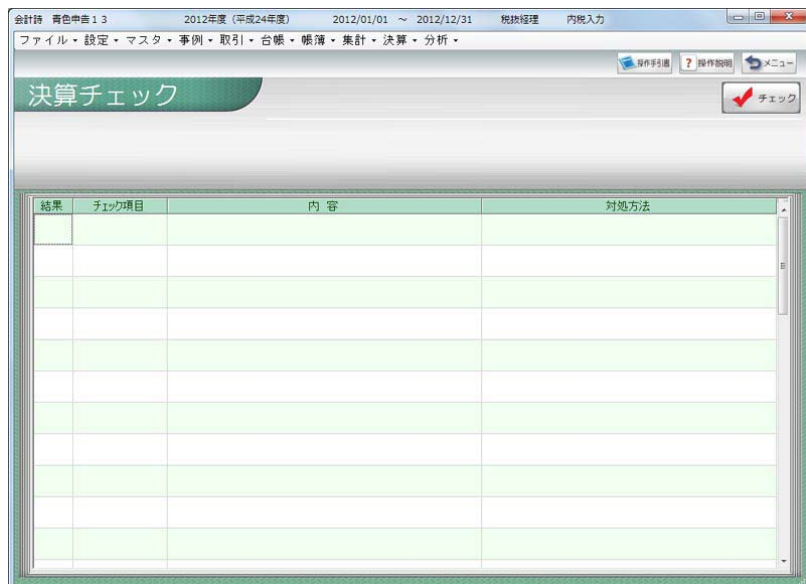 会計詩 青色申告13 2012年度（平成24年度） 2012/01/01 ～ 2012/12/31 税抜経理 内税入力
ファイル・設定・マスタ・事例・取引・台帳・帳簿・集計・決算・分析・
操作手引書 操作説明 メニュー
決算チェック チェック
結果 チェック項目 内 容 対処方法